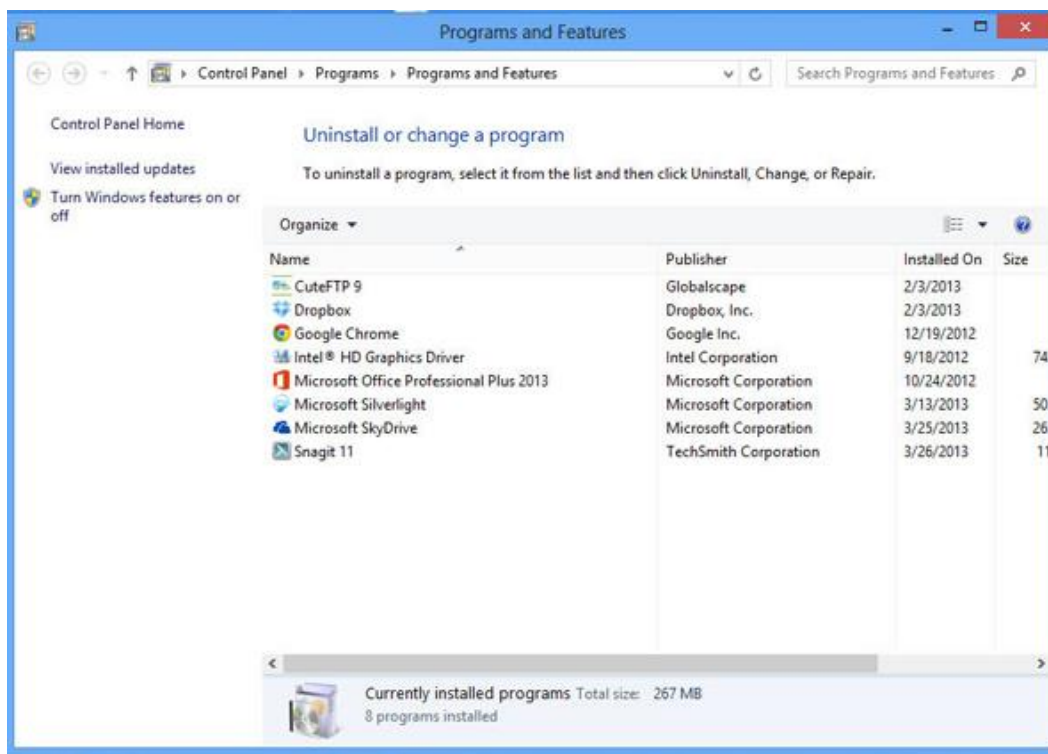 Programs and Features
Control Panel Programs Programs and Features
Search Programs and Features
Control Panel Home
View installed updates
Turn Windows features on or
off
Uninstall or change a program
To uninstall a program, select it from the list and then click Uninstall, Change, or Repair.
Organize
Name Publisher Installed On Size
CuteFTP 9 Globalscape 2/3/2013
Dropbox Dropbox, Inc. 2/3/2013
Google Chrome Google Inc. 12/19/2012
Intel® HD Graphics Driver Intel Corporation 9/18/2012 74
Microsoft Office Professional Plus 2013 Microsoft Corporation 10/24/2012
Microsoft Silverlight Microsoft Corporation 3/13/2013 50
Microsoft SkyDrive Microsoft Corporation 3/25/2013 26
Snagit 11 TechSmith Corporation 3/26/2013 11
Currently installed programs Total size: 267 MB
8 programs installed